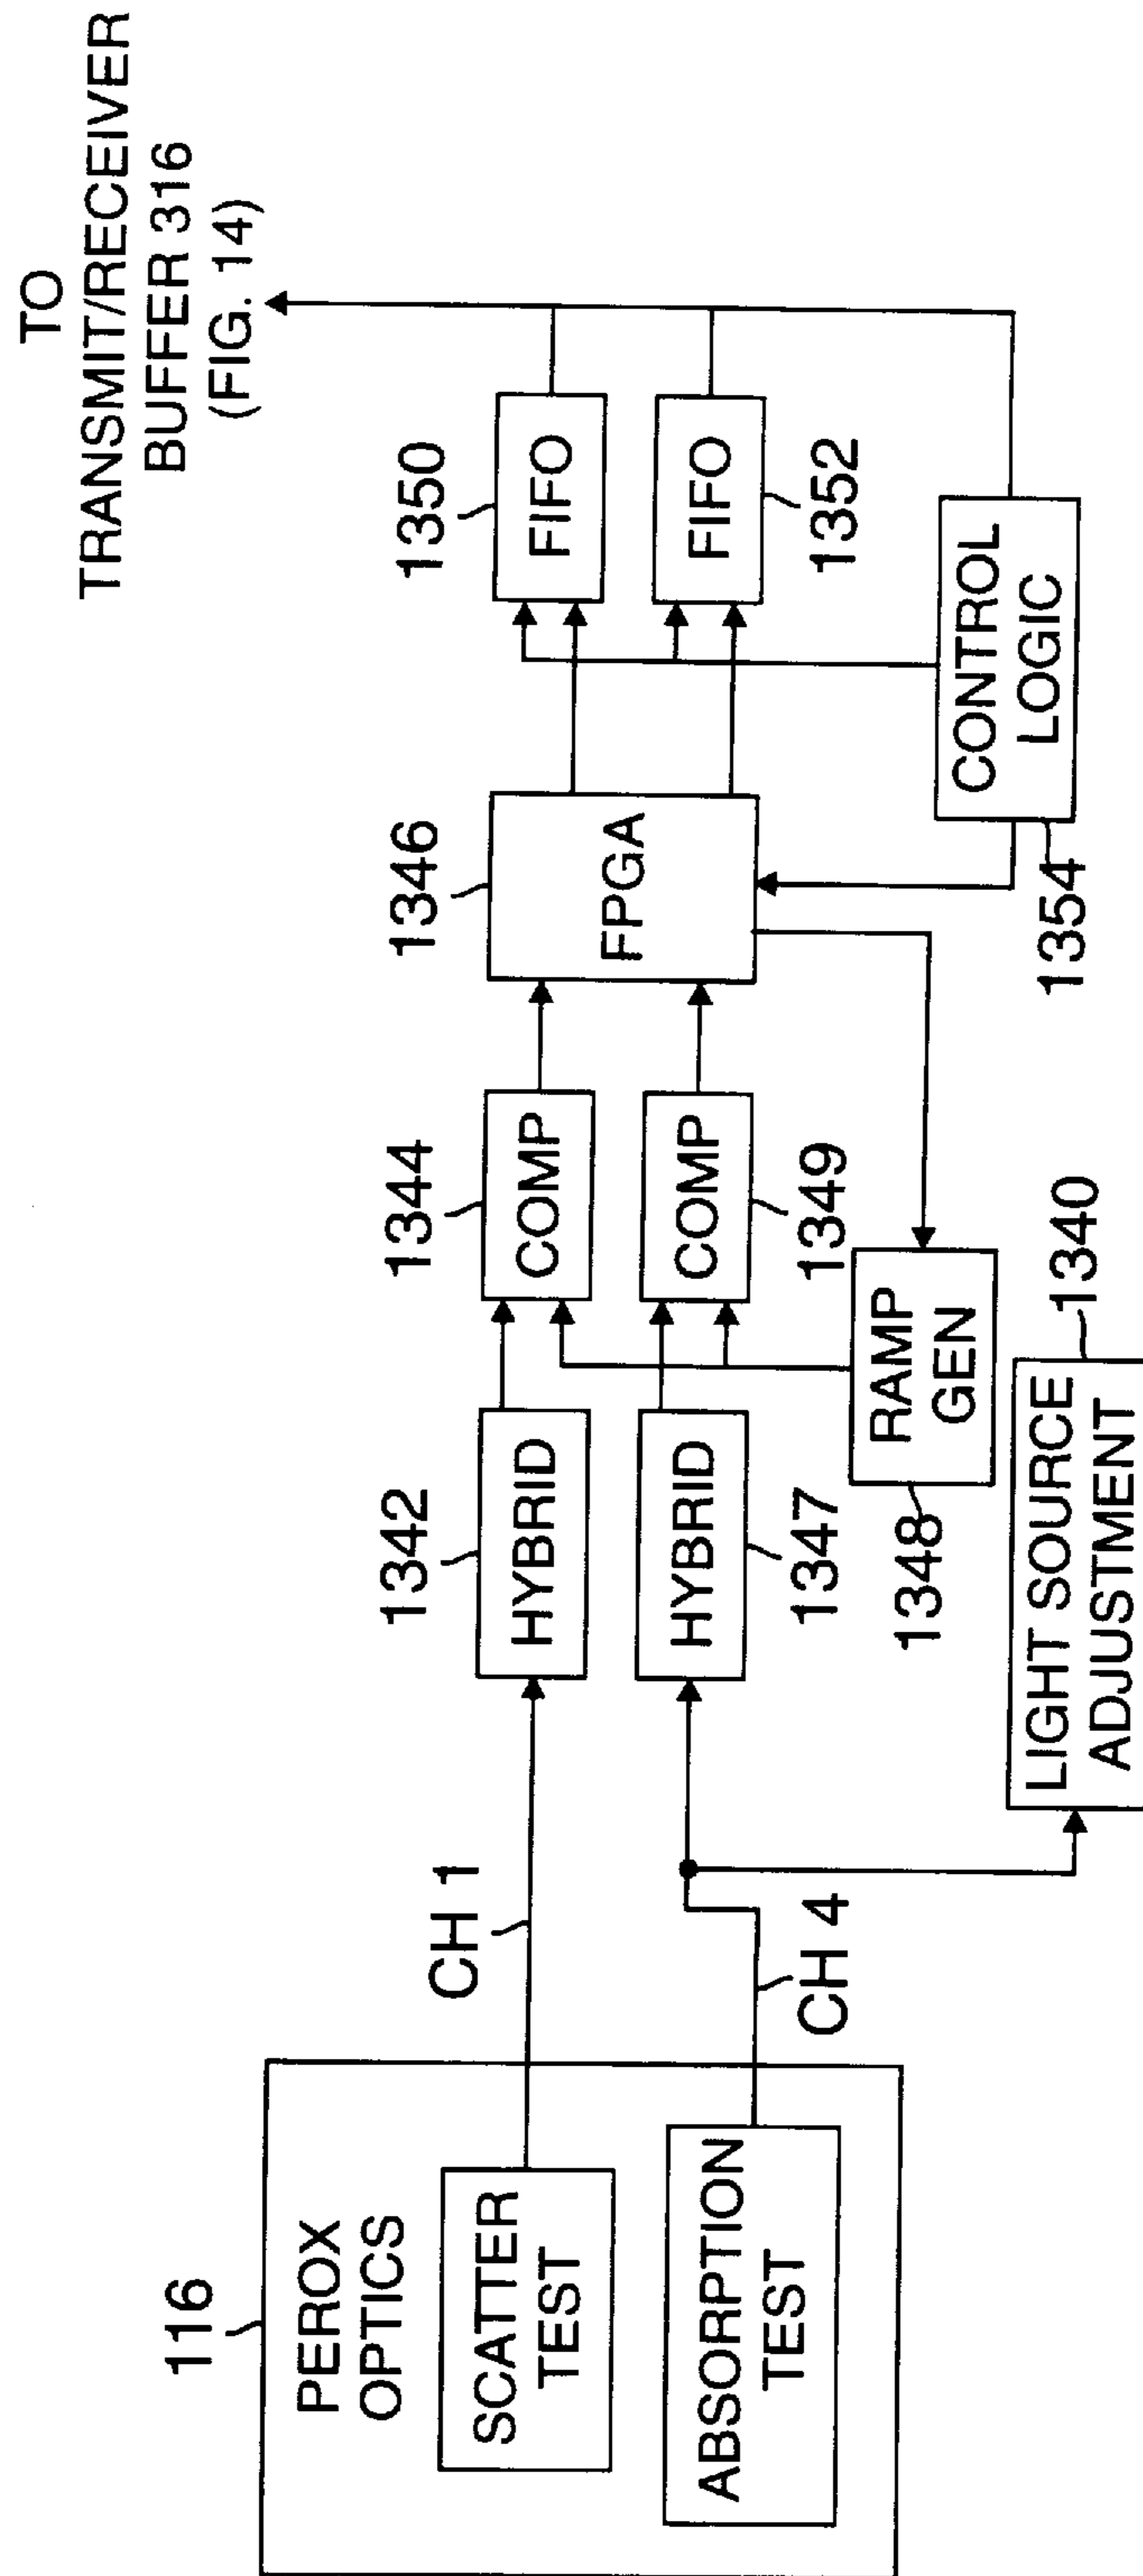 TO
TRANSMIT/RECEIVER
BUFFER 316
(FIG. 14)
116
PEROX
OPTICS
SCATTER
TEST
ABSORPTION
TEST
CH 1
CH 4
1342
HYBRID
HYBRID
1347
1344
COMP
COMP
1349
RAMP
GEN
1348
LIGHT SOURCE
ADJUSTMENT
1340
1346
FPGA
1350
FIFO
FIFO
1352
CONTROL
LOGIC
1354